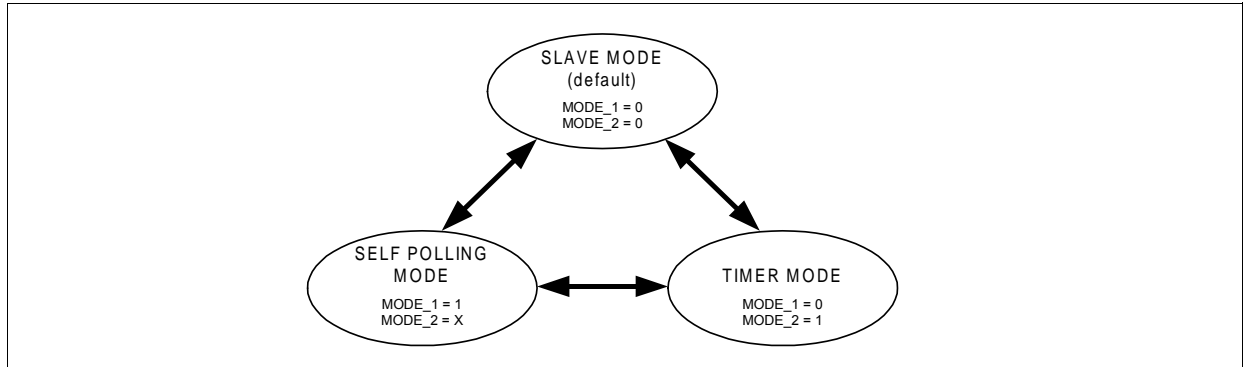 SLAVE MODE
(default)
MODE_1 = 0
MODE_2 = 0
SELF POLLING
MODE
MODE_1 = 1
MODE_2 = X
TIMER MODE
MODE_1 = 0
MODE_2 = 1